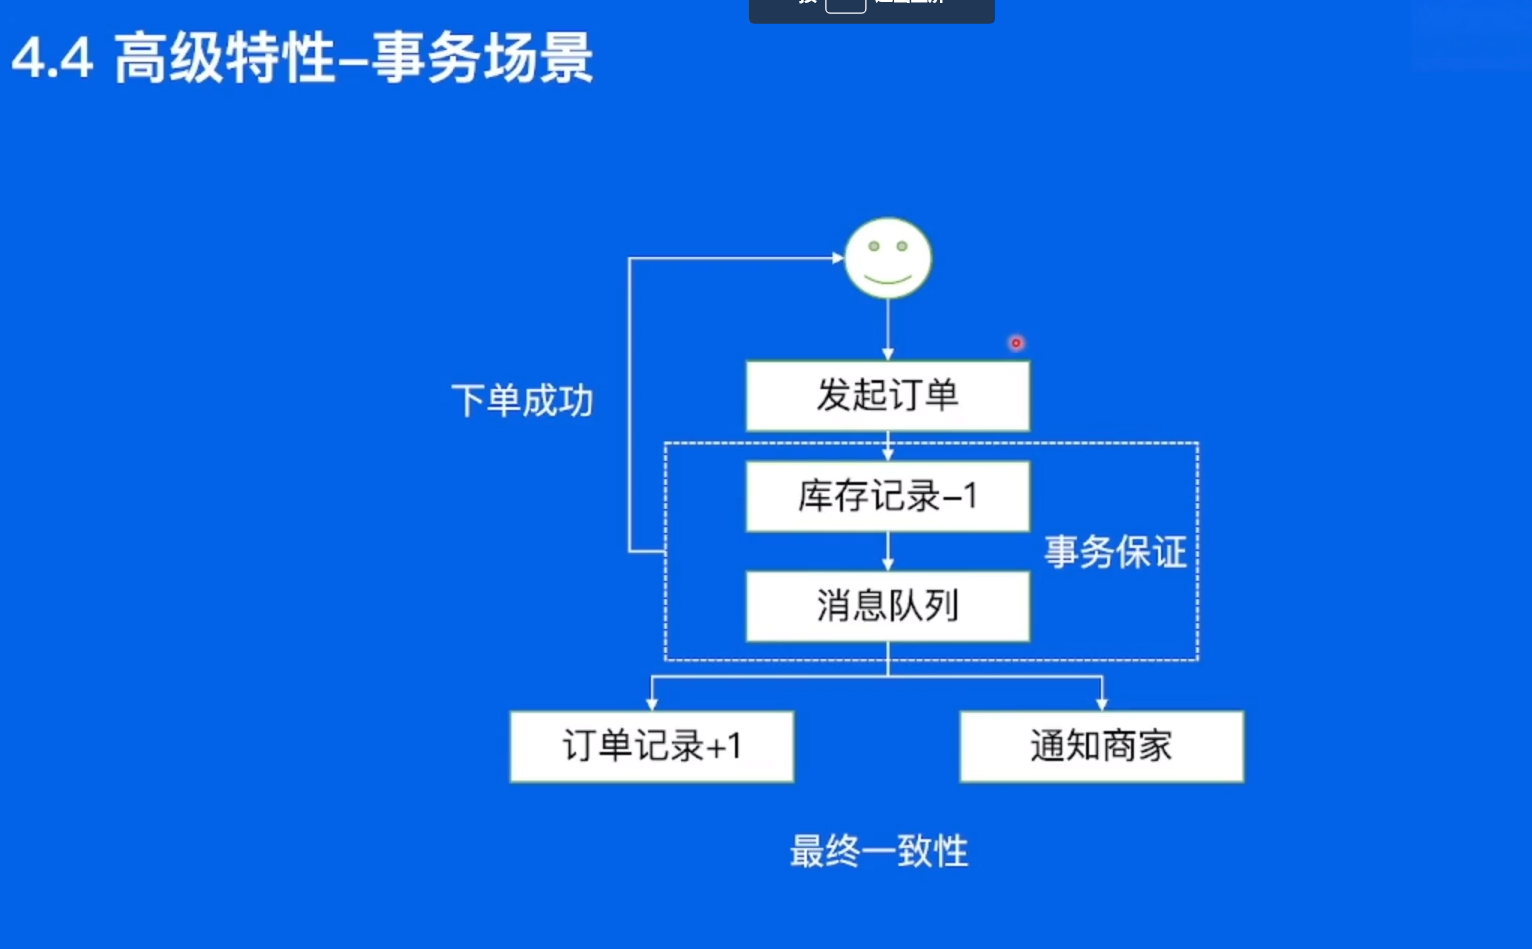 4.4 高级特性–事务场景
发起订单
下单成功
库存记录–1
事务保证
消息队列
订单记录+1
通知商家
最终一致性